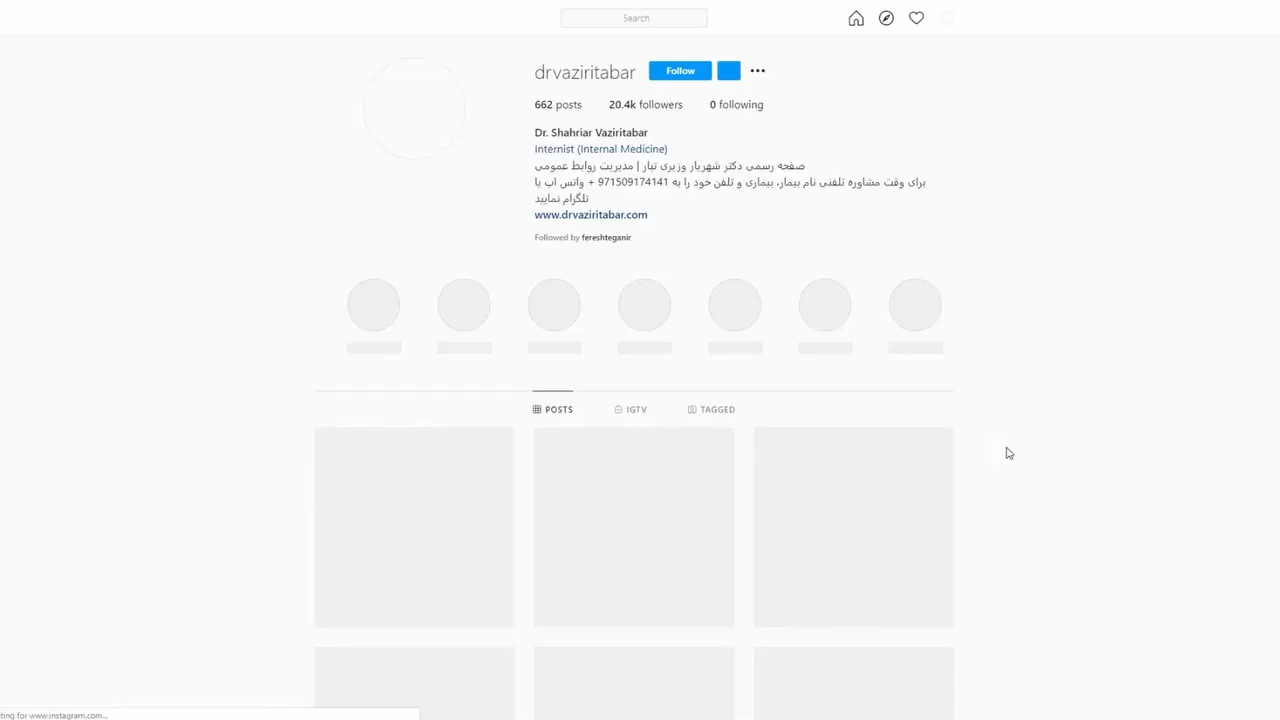 Search
drvaziritabar Follow
662 posts 20.4k followers 0 following
Dr. Shahriar Vaziritabar
Internist (Internal Medicine)
صفحه رسمی دکتر شهریار وزیری تبار | مدیریت روابط عمومی
برای وقت مشاوره تلفنی نام بیمار، بیماری و تلفن خود را به 971509174141 + واتس اپ یا
تلگرام نمایید
www.drvaziritabar.com
Followed by fereshteganir
POSTS IGTV TAGGED
ting for www.instagram.com...